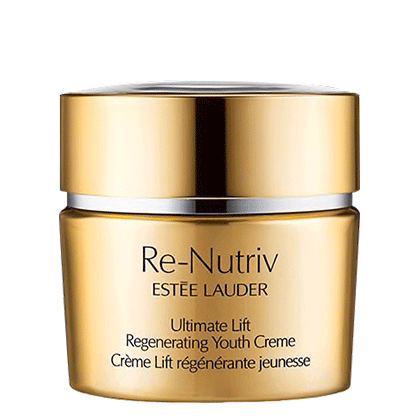 Re-Nutriv
ESTĒE LAUDER
Ultimate Lift
Regenerating Youth Creme
Crème Lift régénérante jeunesse